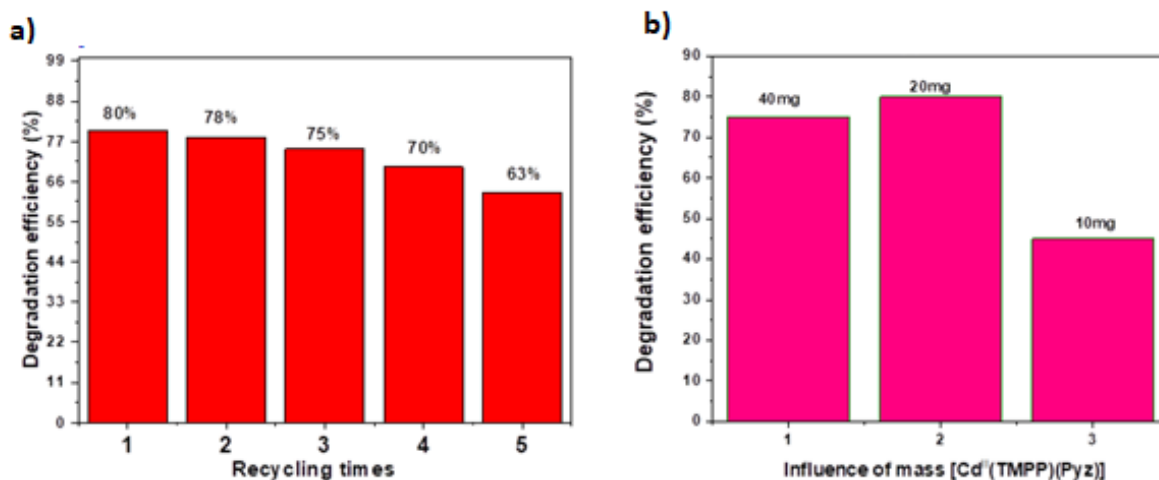 a)
Degradation efficiency (%)
99
88
77
66
55
44
33
22
11
0
80%
78%
75%
70%
63%
1 2 3 4 5
Recycling times
b)
Degradation efficiency (%)
90
80
70
60
50
40
30
20
10
0
40mg
20mg
10mg
1 2 3
Influence of mass [Cd^II(TMPP)(Pyz)]